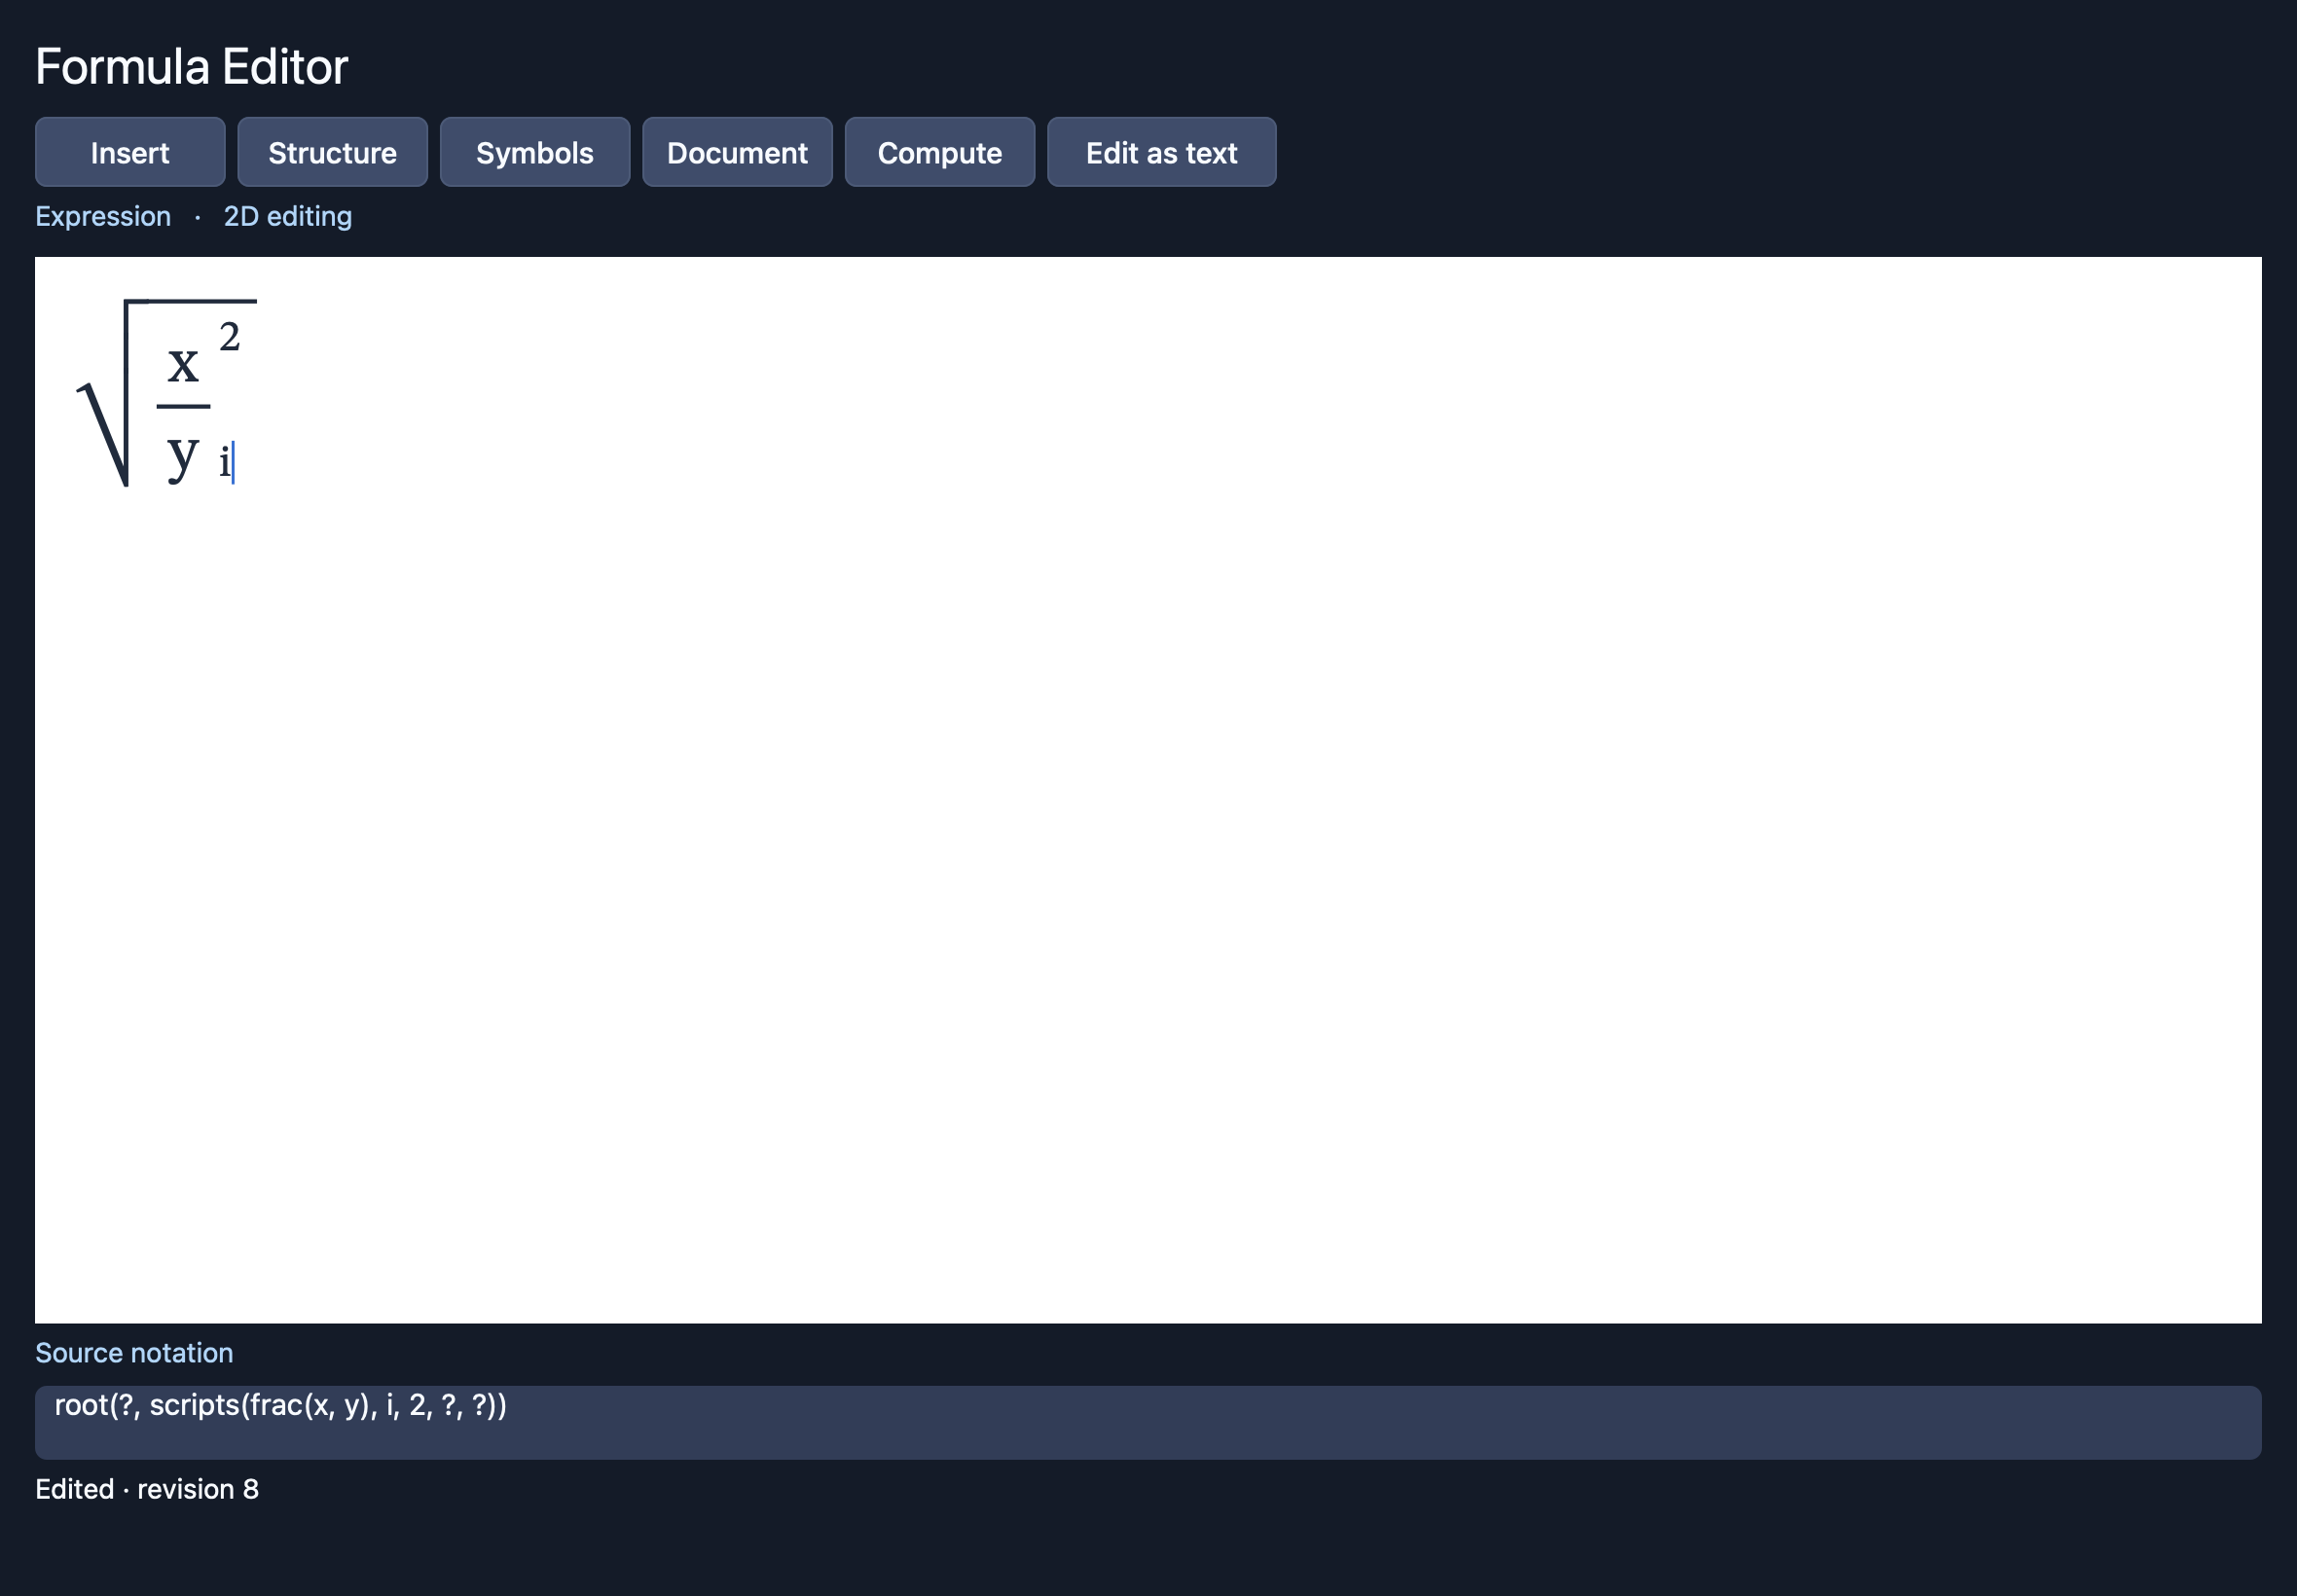 Formula Editor
Insert Structure Symbols Document Compute Edit as text
Expression · 2D editing
√ x 2
y i
Source notation
root(?, scripts(frac(x, y), i, 2, ?, ?))
Edited · revision 8